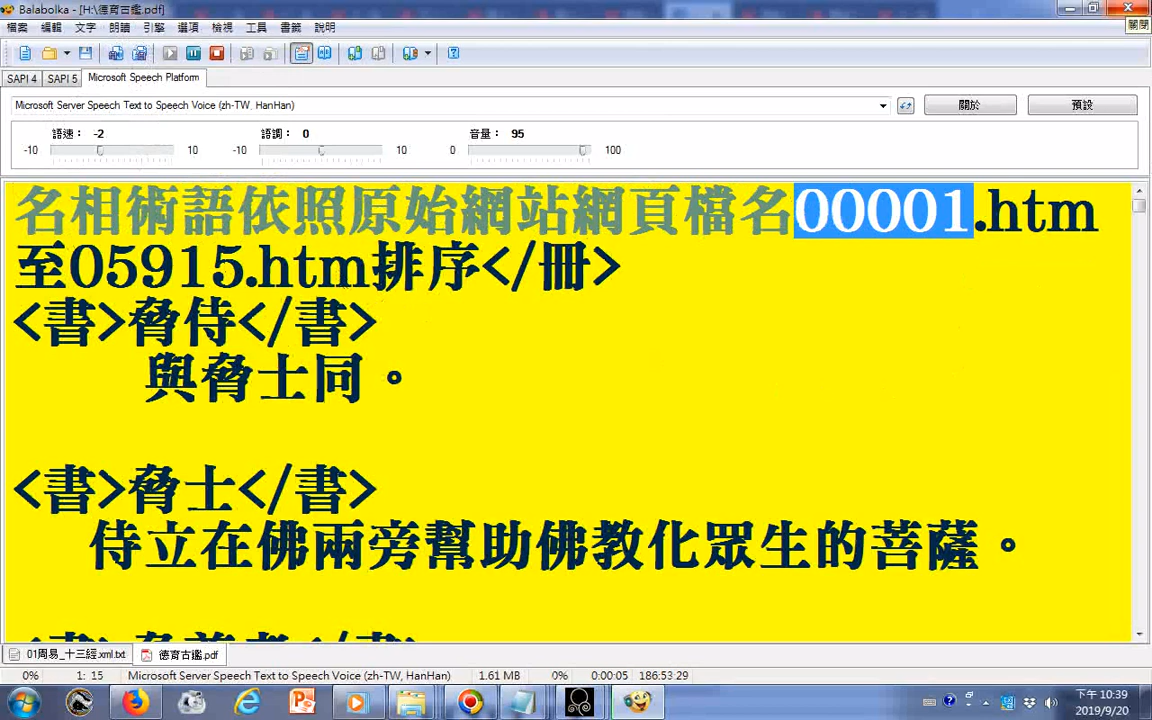 Balabolka - [H:\德育古鑑.pdf]
關閉
檔案 編輯 文字 朗讀 引擎 選項 檢視 工具 書籤 說明
SAPI 4 SAPI 5 Microsoft Speech Platform
Microsoft Server Speech Text to Speech Voice (zh-TW, HanHan) 關於 預設
語速： -2 語調： 0 音量： 95
-10 10 -10 10 0 100
名相術語依照原始網站網頁檔名00001.htm
至05915.htm排序</冊>
<書>脅侍</書>
與脅士同。
<書>脅士</書>
侍立在佛兩旁幫助佛教化眾生的菩薩。
01周易_十三經.xml.txt 德育古鑑.pdf
0% 1: 15 Microsoft Server Speech Text to Speech Voice (zh-TW, HanHan) 1.61 MB 0% 0:00:05 186:53:29
下午 10:39
2019/9/20